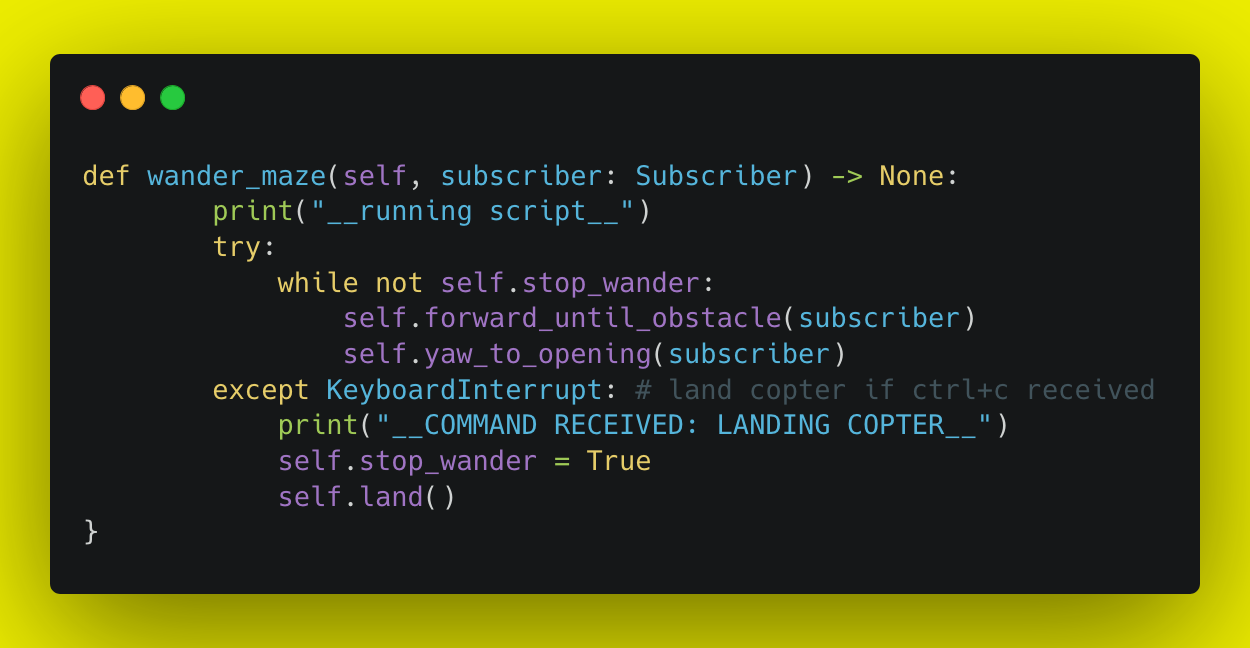 def wander_maze(self, subscriber: Subscriber) -> None:
        print("__running script__")
        try:
            while not self.stop_wander:
                self.forward_until_obstacle(subscriber)
                self.yaw_to_opening(subscriber)
        except KeyboardInterrupt: # land copter if ctrl+c received
            print("__COMMAND RECEIVED: LANDING COPTER__")
            self.stop_wander = True
            self.land()
}